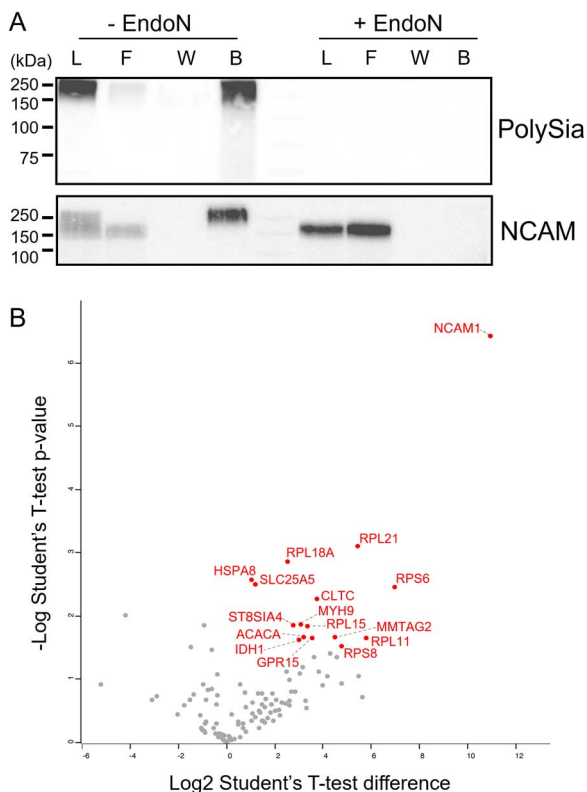 A
- EndoN + EndoN
(kDa) L F W B L F W B
250
150
100
75
PolySia
250
150
100
NCAM
B
NCAM1
RPL21
RPL18A
HSPA8
SLC25A5
RPS6
CLTC
ST8SIA4
MYH9
RPL15
MMTAG2
ACACA
RPL11
IDH1
RPS8
GPR15
-Log Student's T-test p-value
6
5
4
3
2
1
0
-6 -4 -2 0 2 4 6 8 10 12
Log2 Student's T-test difference